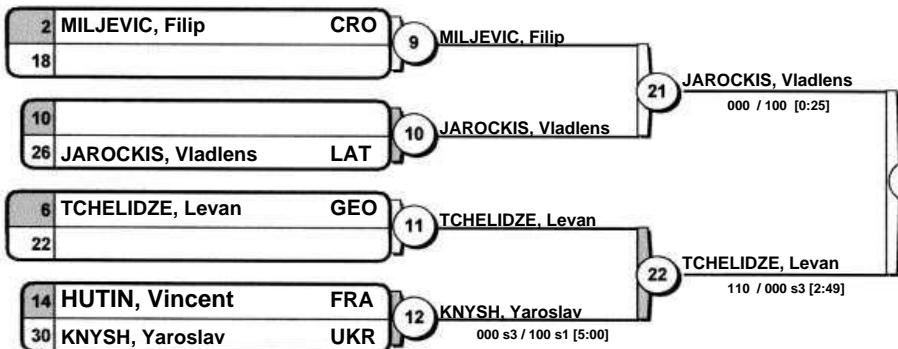 2 MILJEVIC, Filip CRO
18
9
MILJEVIC, Filip
21
JAROCKIS, Vladlens
000 / 100 [0:25]
10
26 JAROCKIS, Vladlens LAT
10
JAROCKIS, Vladlens
6 TCHELIDZE, Levan GEO
22
11
TCHELIDZE, Levan
22
TCHELIDZE, Levan
110 / 000 s3 [2:49]
14 HUTIN, Vincent FRA
30 KNYSH, Yaroslav UKR
12
KNYSH, Yaroslav
000 s3 / 100 s1 [5:00]